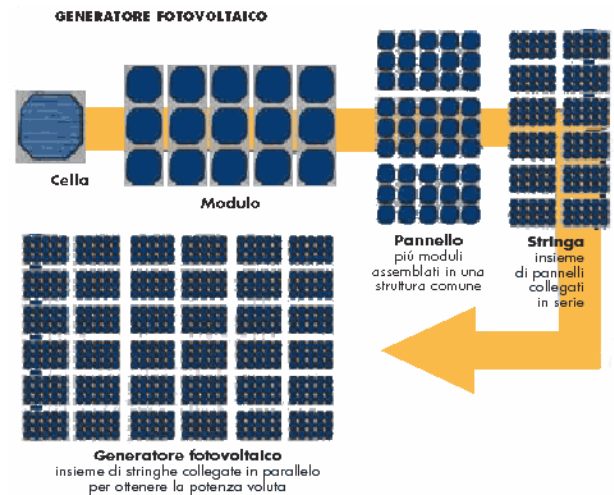 GENERATORE FOTOVOLTAICO
Cella
Modulo
Pannello
piú moduli
assemblati in una
struttura comune
Stringa
insieme
di pannelli
collegati
in serie
Generatore fotovoltaico
insieme di stringhe collegate in parallelo
per ottenere la potenza voluta